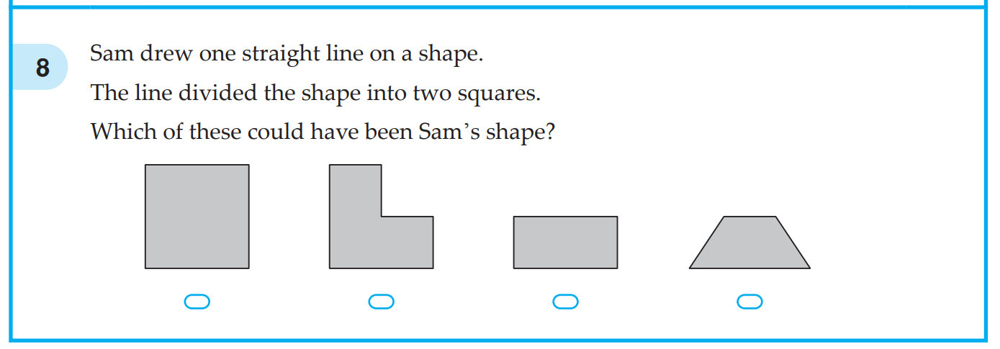 8
Sam drew one straight line on a shape.
The line divided the shape into two squares.
Which of these could have been Sam’s shape?